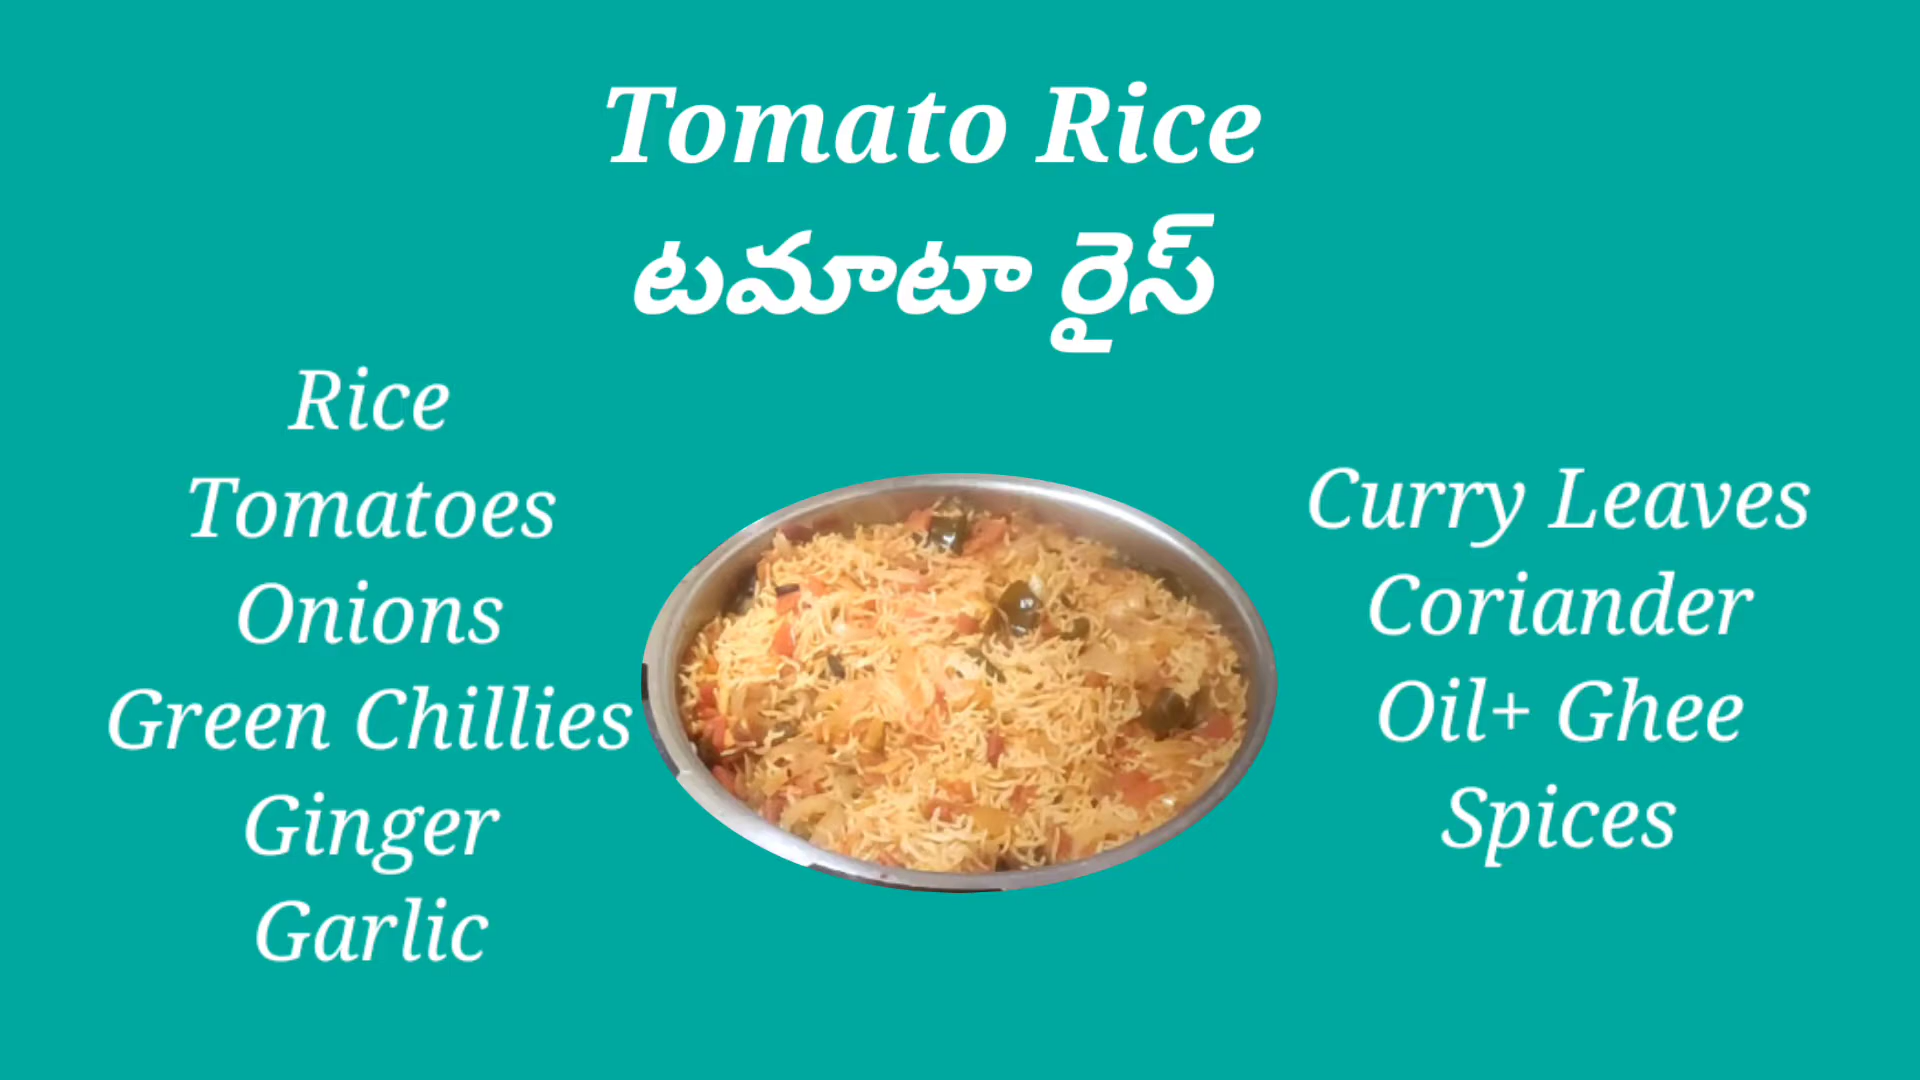 Tomato Rice
టమాటా రైస్
Rice
Tomatoes
Onions
Green Chillies
Ginger
Garlic
Curry Leaves
Coriander
Oil+ Ghee
Spices